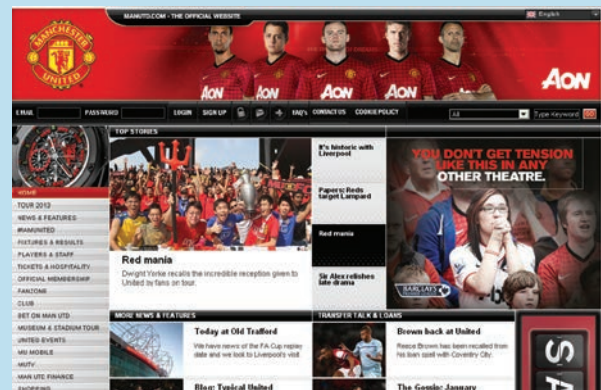 MANUTD.COM - THE OFFICIAL WEBSITE
English
MANCHESTER
UNITED
AON
AON
AON
AON
AON
AON
EMAIL
PASSWORD
LOGIN
SIGN UP
FAQ's
CONTACT US
COOKIE POLICY
All
Type Keyword
GO
HOME
TOUR 2013
NEWS & FEATURES
#IAMUNITED
FIXTURES & RESULTS
PLAYERS & STAFF
TICKETS & HOSPITALITY
OFFICIAL MEMBERSHIP
FANZONE
CLUB
BET ON MAN UTD
MUSEUM & STADIUM TOUR
UNITED EVENTS
MU MOBILE
MUTV
MAN UTD FINANCE
SHOPPING
TOP STORIES
Red mania
Dwight Yorke recalls the incredible reception given to
United by fans on tour.
It's historic with
Liverpool
Papers: Reds
target Lampard
Red mania
Sir Alex relishes
late drama
YOU DON'T GET TENSION
LIKE THIS IN ANY
OTHER THEATRE.
BARCLAYS
MORE NEWS & FEATURES
Today at Old Trafford
We have news of the FA Cup replay
date and we look to Liverpool's visit
Blog: Typical United
TRANSFER TALK & LOANS
Brown back at United
Reece Brown has been recalled from
his loan spell with Coventry City.
The Gossip: January
SA